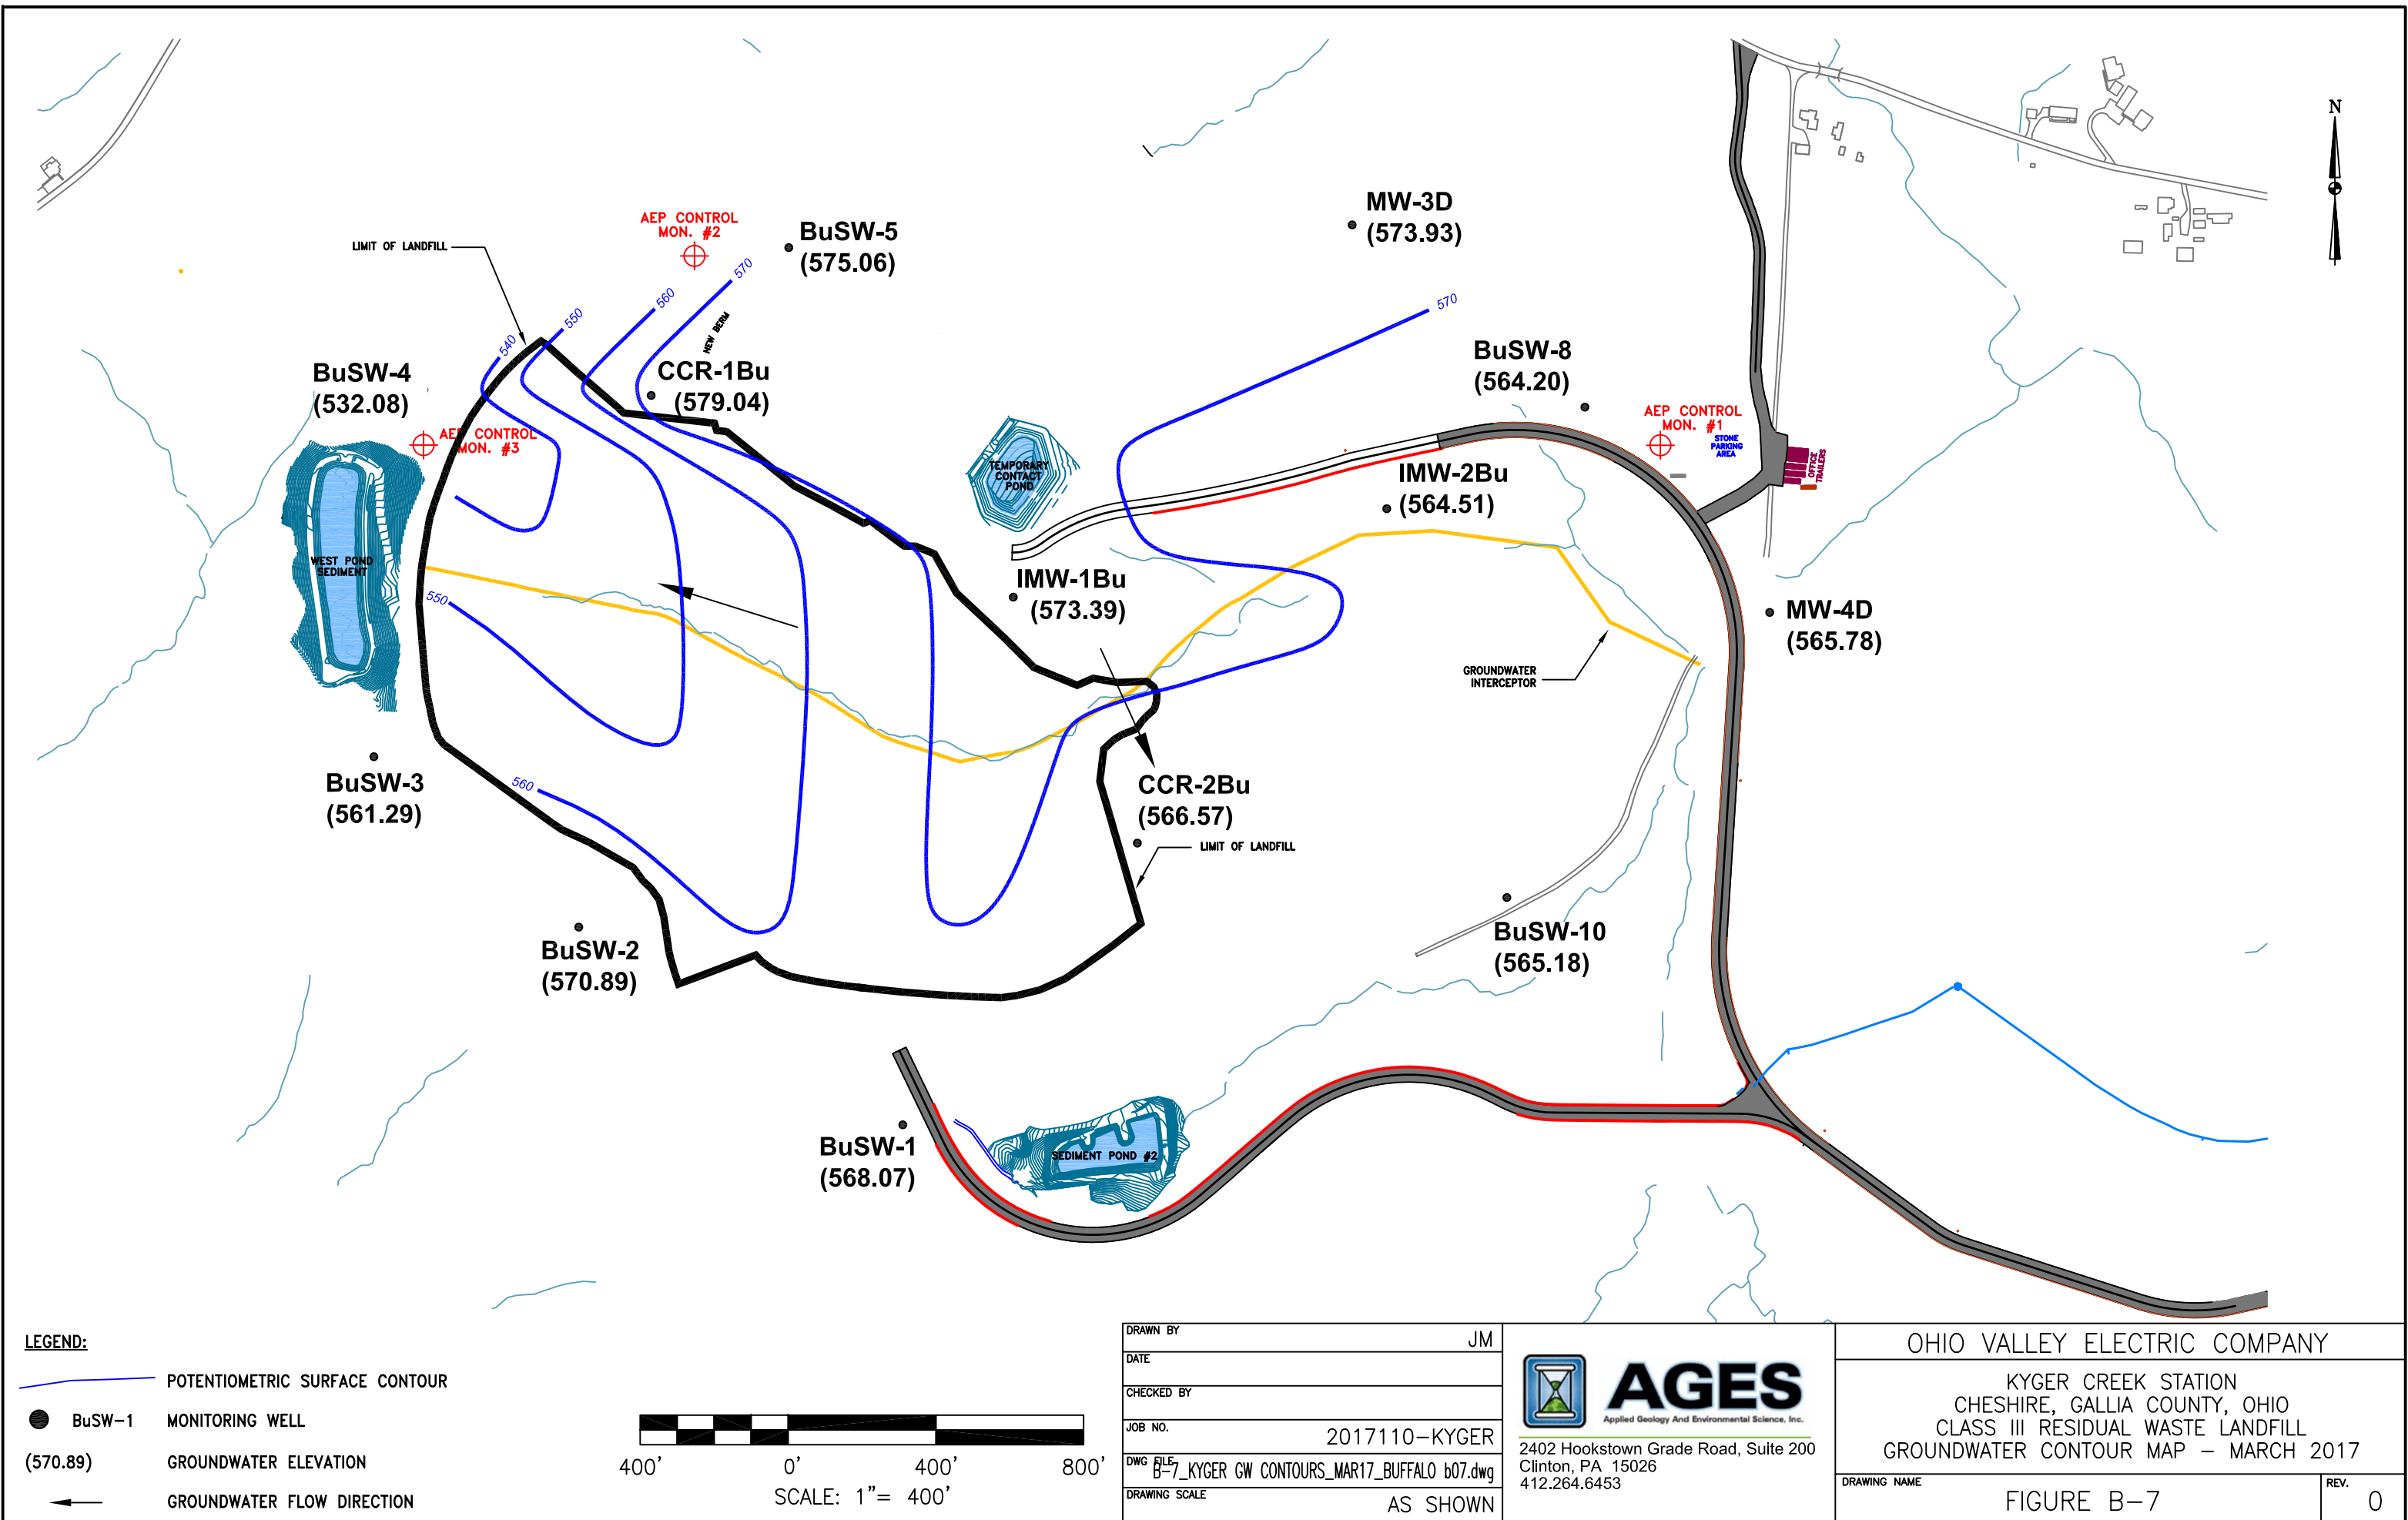 N
AEP CONTROL
MON. #2
BuSW-5
(575.06)
MW-3D
(573.93)
LIMIT OF LANDFILL
570
560
550
540
NEW BERM
570
BuSW-4
(532.08)
CCR-1Bu
(579.04)
BuSW-8
(564.20)
AEP CONTROL
MON. #3
AEP CONTROL
MON. #1
STONE
PARKING
AREA
OFFICE
TRAILERS
TEMPORARY
CONTACT
POND
IMW-2Bu
(564.51)
WEST POND
SEDIMENT
550
IMW-1Bu
(573.39)
MW-4D
(565.78)
GROUNDWATER
INTERCEPTOR
BuSW-3
(561.29)
560
CCR-2Bu
(566.57)
LIMIT OF LANDFILL
BuSW-2
(570.89)
BuSW-10
(565.18)
BuSW-1
(568.07)
SEDIMENT POND #2
LEGEND:
POTENTIOMETRIC SURFACE CONTOUR
BuSW-1 MONITORING WELL
(570.89) GROUNDWATER ELEVATION
GROUNDWATER FLOW DIRECTION
400' 0' 400' 800'
SCALE: 1"= 400'
DRAWN BY JM
DATE
CHECKED BY
JOB NO. 2017110-KYGER
DWG FILE B-7_KYGER GW CONTOURS_MAR17_BUFFALO b07.dwg
DRAWING SCALE AS SHOWN
AGES
Applied Geology And Environmental Science, Inc.
2402 Hookstown Grade Road, Suite 200
Clinton, PA 15026
412.264.6453
OHIO VALLEY ELECTRIC COMPANY
KYGER CREEK STATION
CHESHIRE, GALLIA COUNTY, OHIO
CLASS III RESIDUAL WASTE LANDFILL
GROUNDWATER CONTOUR MAP - MARCH 2017
DRAWING NAME
FIGURE B-7
REV.
0